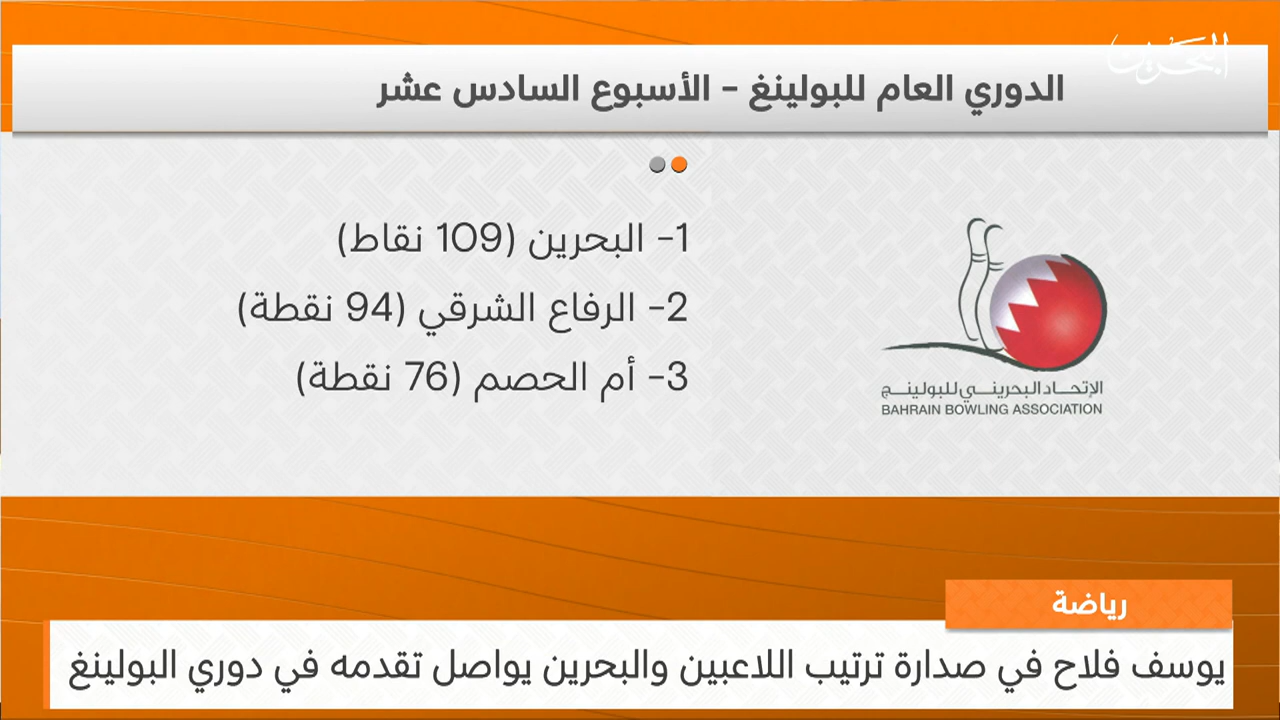 البحرين
الدوري العام للبولينغ - الأسبوع السادس عشر
1- البحرين (109 نقاط)
2- الرفاع الشرقي (94 نقطة)
3- أم الحصم (76 نقطة)
الإتحاد البحريني للبولينج
BAHRAIN BOWLING ASSOCIATION
رياضة
يوسف فلاح في صدارة ترتيب اللاعبين والبحرين يواصل تقدمه في دوري البولينغ